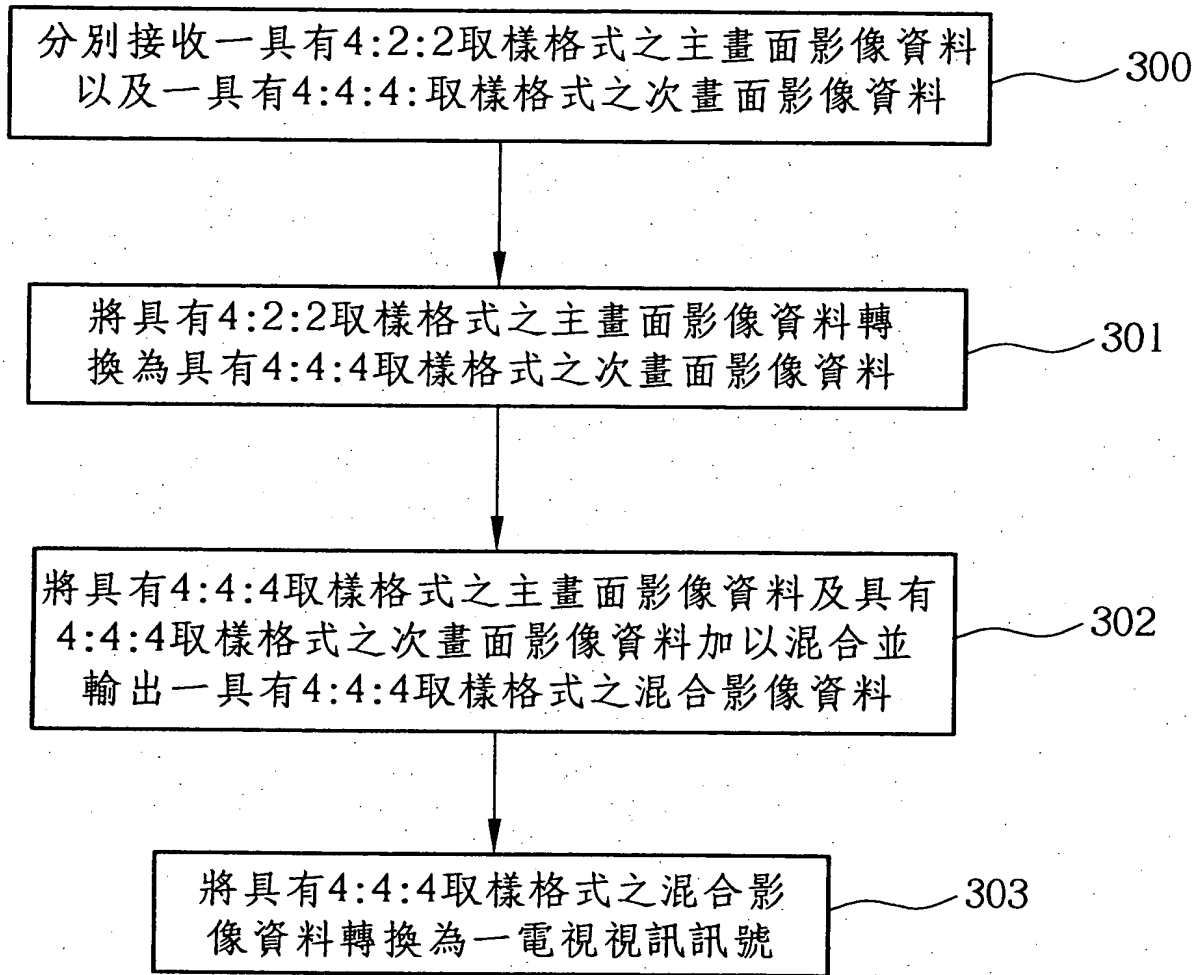 分別接收一具有4:2:2取樣格式之主畫面影像資料
以及一具有4:4:4:取樣格式之次畫面影像資料
300
將具有4:2:2取樣格式之主畫面影像資料轉
換為具有4:4:4取樣格式之次畫面影像資料
301
將具有4:4:4取樣格式之主畫面影像資料及具有
4:4:4取樣格式之次畫面影像資料加以混合並
輸出一具有4:4:4取樣格式之混合影像資料
302
將具有4:4:4取樣格式之混合影
像資料轉換為一電視視訊訊號
303